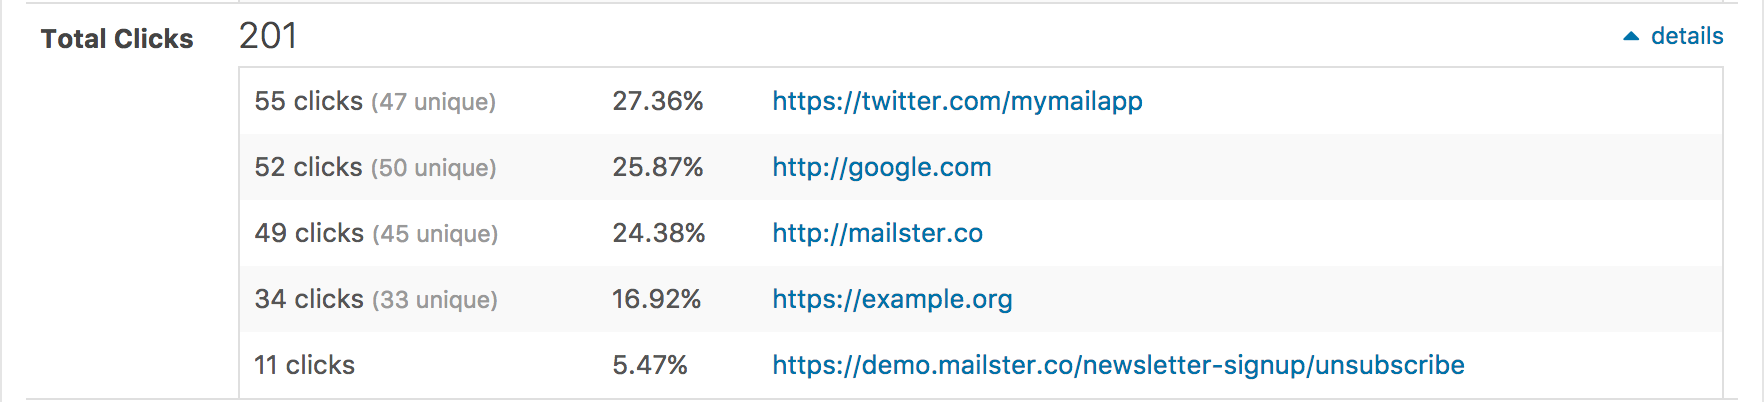 Total Clicks 201 details
55 clicks (47 unique) 27.36% https://twitter.com/mymailapp
52 clicks (50 unique) 25.87% http://google.com
49 clicks (45 unique) 24.38% http://mailster.co
34 clicks (33 unique) 16.92% https://example.org
11 clicks 5.47% https://demo.mailster.co/newsletter-signup/unsubscribe